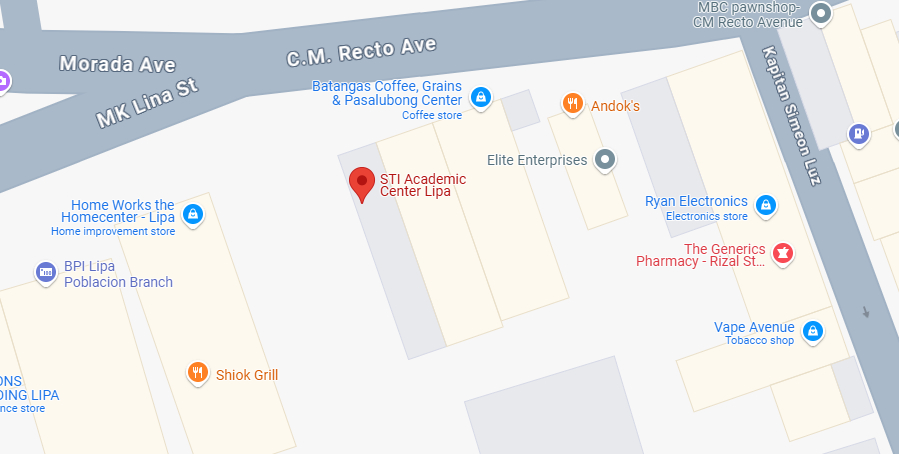 MBC pawnshop-
CM Recto Avenue
C.M. Recto Ave
Morada Ave
MK Lina St
Kapitan Simeon Luz
Batangas Coffee, Grains
& Pasalubong Center
Coffee store
Andok's
Elite Enterprises
STI Academic
Center Lipa
Home Works the
Homecenter - Lipa
Home improvement store
Ryan Electronics
Electronics store
The Generics
Pharmacy - Rizal St...
BPI Lipa
Poblacion Branch
Vape Avenue
Tobacco shop
Shiok Grill
ONS
DING LIPA
nce store